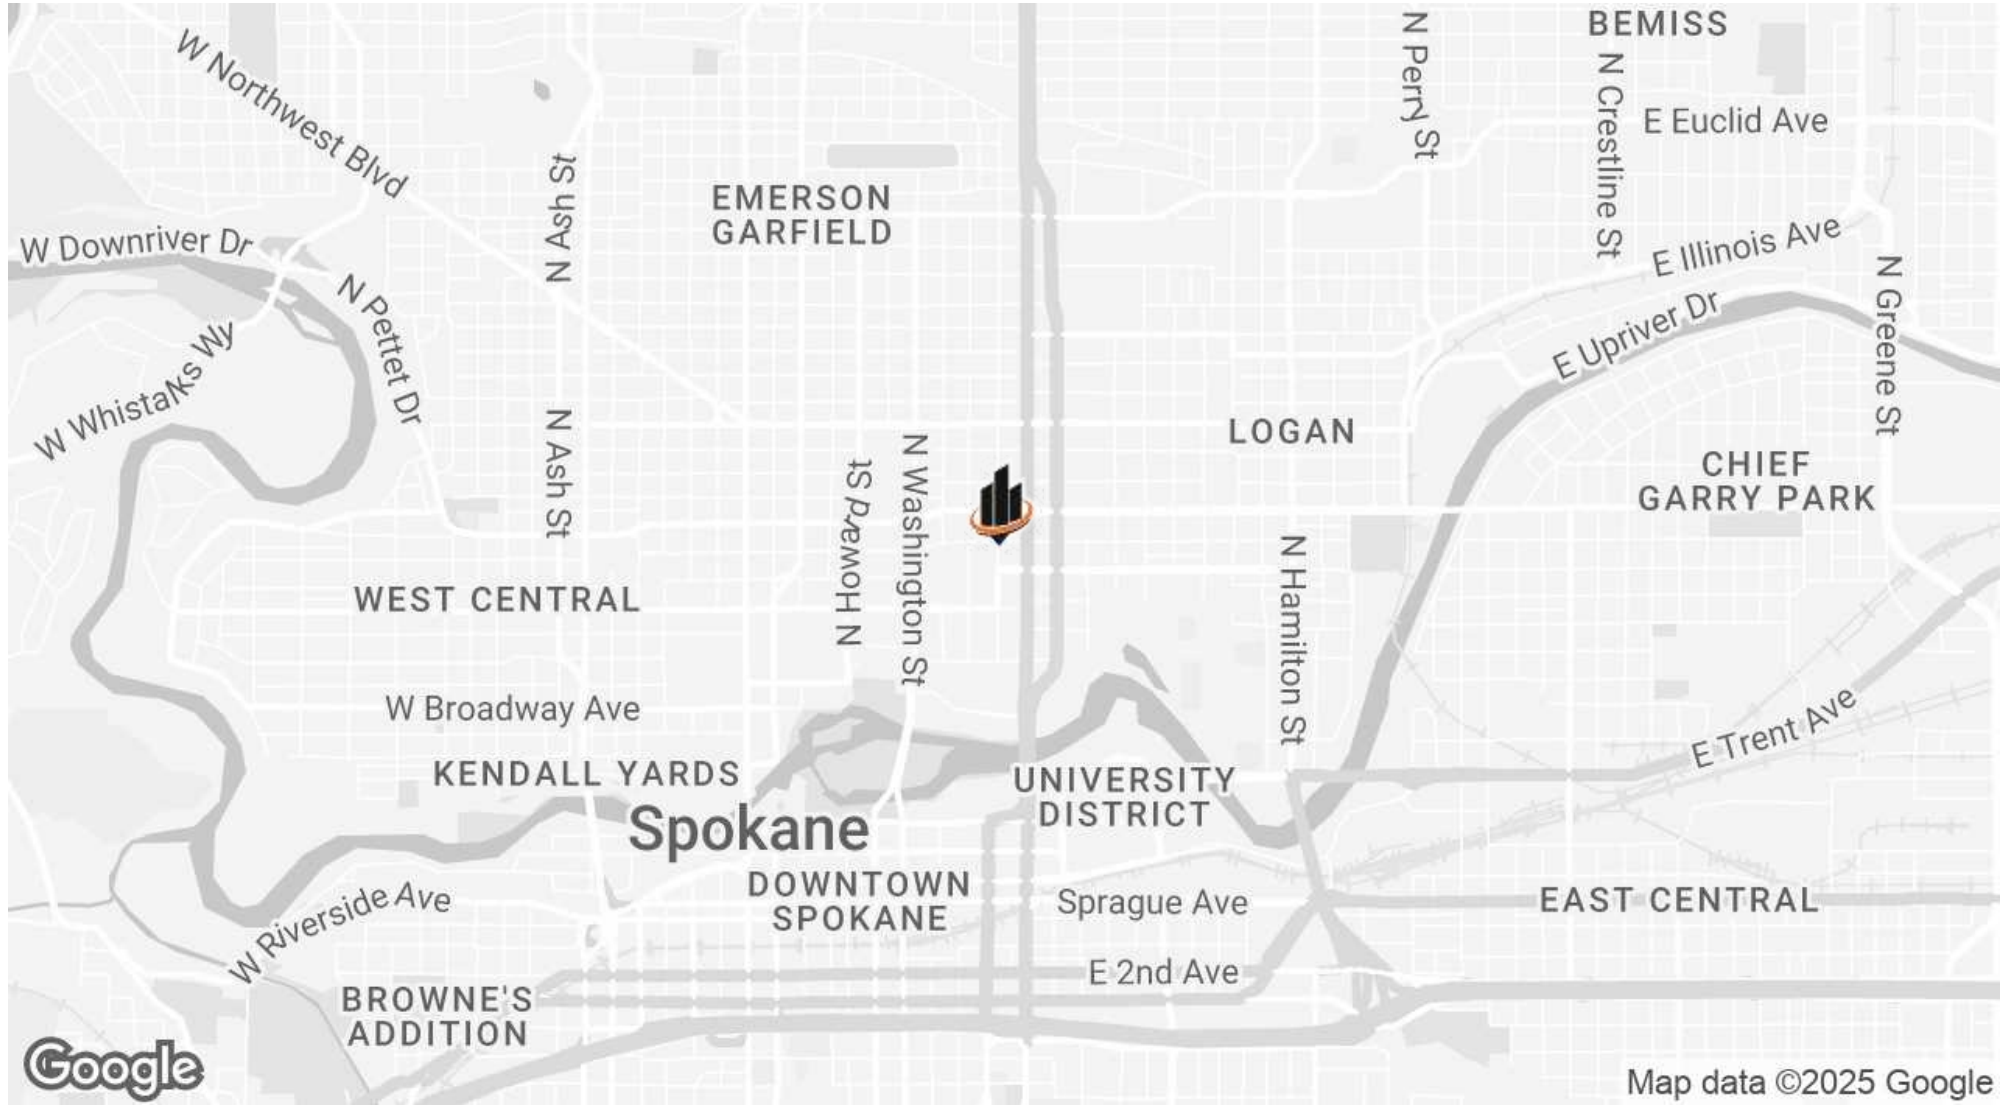 BEMISS
N Perry St
N Crestline St
W Northwest Blvd
E Euclid Ave
N Ash St
EMERSON
GARFIELD
W Downriver Dr
E Illinois Ave
N Pettet Dr
N Greene St
E Upriver Dr
W Whistalks Wy
N Ash St
LOGAN
N Howard St
N Washington St
CHIEF
GARRY PARK
N Hamilton St
WEST CENTRAL
W Broadway Ave
E Trent Ave
KENDALL YARDS
UNIVERSITY
DISTRICT
Spokane
DOWNTOWN
SPOKANE
W Riverside Ave
Sprague Ave
EAST CENTRAL
E 2nd Ave
BROWNE'S
ADDITION
Google
Map data ©2025 Google